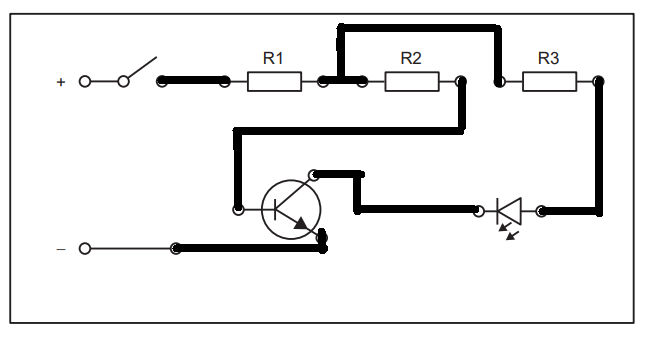 R1 R2 R3
+
–